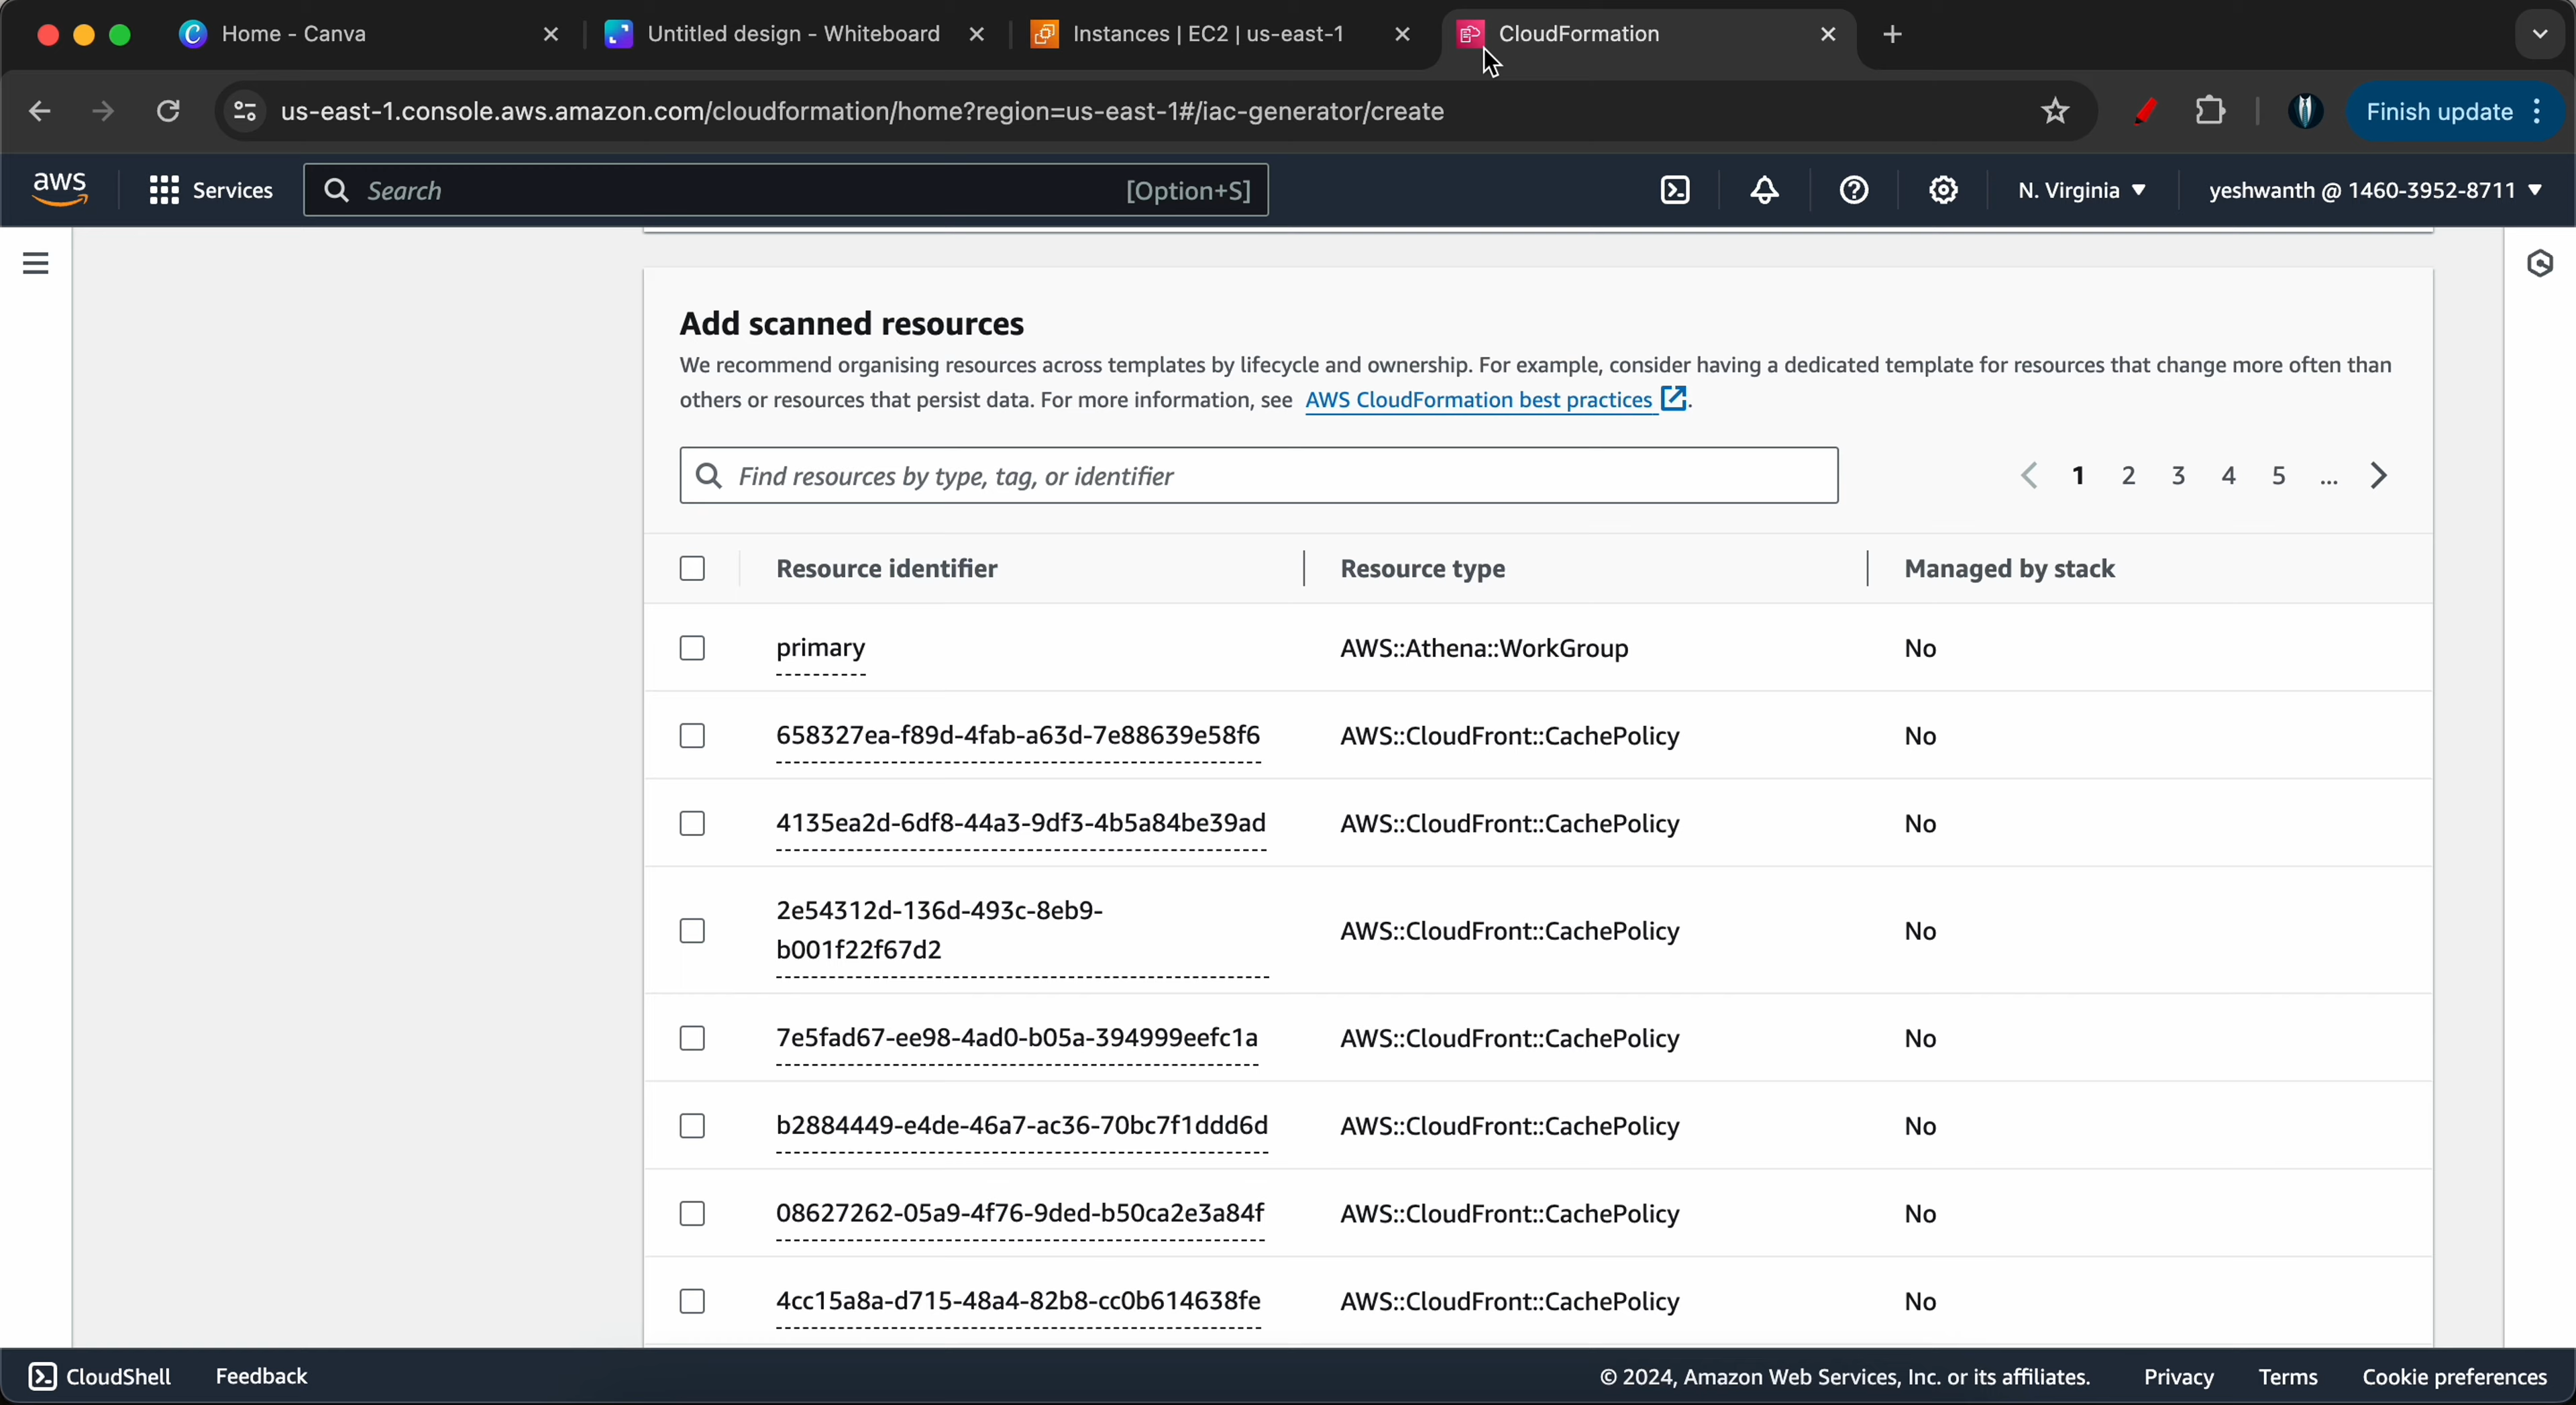 Home - Canva
Untitled design - Whiteboard
Instances | EC2 | us-east-1
CloudFormation
us-east-1.console.aws.amazon.com/cloudformation/home?region=us-east-1#/iac-generator/create
Finish update
aws
Services
Search
[Option+S]
N. Virginia
yeshwanth @ 1460-3952-8711
Add scanned resources
We recommend organising resources across templates by lifecycle and ownership. For example, consider having a dedicated template for resources that change more often than
others or resources that persist data. For more information, see AWS CloudFormation best practices.
Find resources by type, tag, or identifier
1 2 3 4 5 ...
Resource identifier Resource type Managed by stack
primary AWS::Athena::WorkGroup No
658327ea-f89d-4fab-a63d-7e88639e58f6 AWS::CloudFront::CachePolicy No
4135ea2d-6df8-44a3-9df3-4b5a84be39ad AWS::CloudFront::CachePolicy No
2e54312d-136d-493c-8eb9-
b001f22f67d2 AWS::CloudFront::CachePolicy No
7e5fad67-ee98-4ad0-b05a-394999eefc1a AWS::CloudFront::CachePolicy No
b2884449-e4de-46a7-ac36-70bc7f1ddd6d AWS::CloudFront::CachePolicy No
08627262-05a9-4f76-9ded-b50ca2e3a84f AWS::CloudFront::CachePolicy No
4cc15a8a-d715-48a4-82b8-cc0b614638fe AWS::CloudFront::CachePolicy No
CloudShell
Feedback
© 2024, Amazon Web Services, Inc. or its affiliates.
Privacy
Terms
Cookie preferences